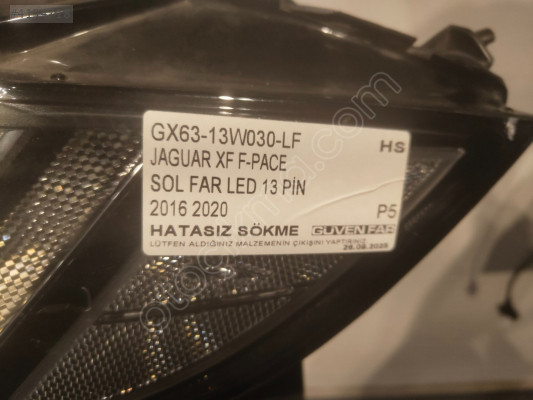 GX63-13W030-LF
HS
JAGUAR XF F-PACE
SOL FAR LED 13 PİN
2016 2020
P5
HATASIZ SÖKME GUVEN FAR
LÜTFEN ALDIĞINIZ MALZEMENİN ÇIKIŞINI YAPTIRINIZ